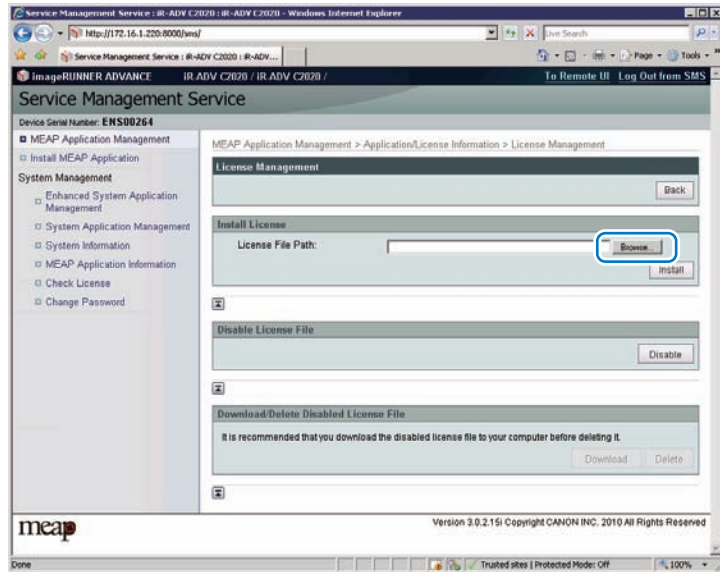 Service Management Service : iR-ADV C2020 : iR-ADV C2020 - Windows Internet Explorer
http://172.16.1.220:8000/sms/
Live Search
Service Management Service : iR-ADV C2020 : iR-ADV...
Page
Tools
imageRUNNER ADVANCE
iR-ADV C2020 / iR-ADV C2020 /
To Remote UI
Log Out from SMS
Service Management Service
Device Serial Number: ENS00264
MEAP Application Management
Install MEAP Application
System Management
Enhanced System Application
Management
System Application Management
System Information
MEAP Application Information
Check License
Change Password
MEAP Application Management > Application/License Information > License Management
License Management
Back
Install License
License File Path:
Browse...
Install
Disable License File
Disable
Download/Delete Disabled License File
It is recommended that you download the disabled license file to your computer before deleting it.
Download
Delete
meap
Version 3.0.2.15i Copyright CANON INC. 2010 All Rights Reserved
Done
Trusted sites | Protected Mode: Off
100%